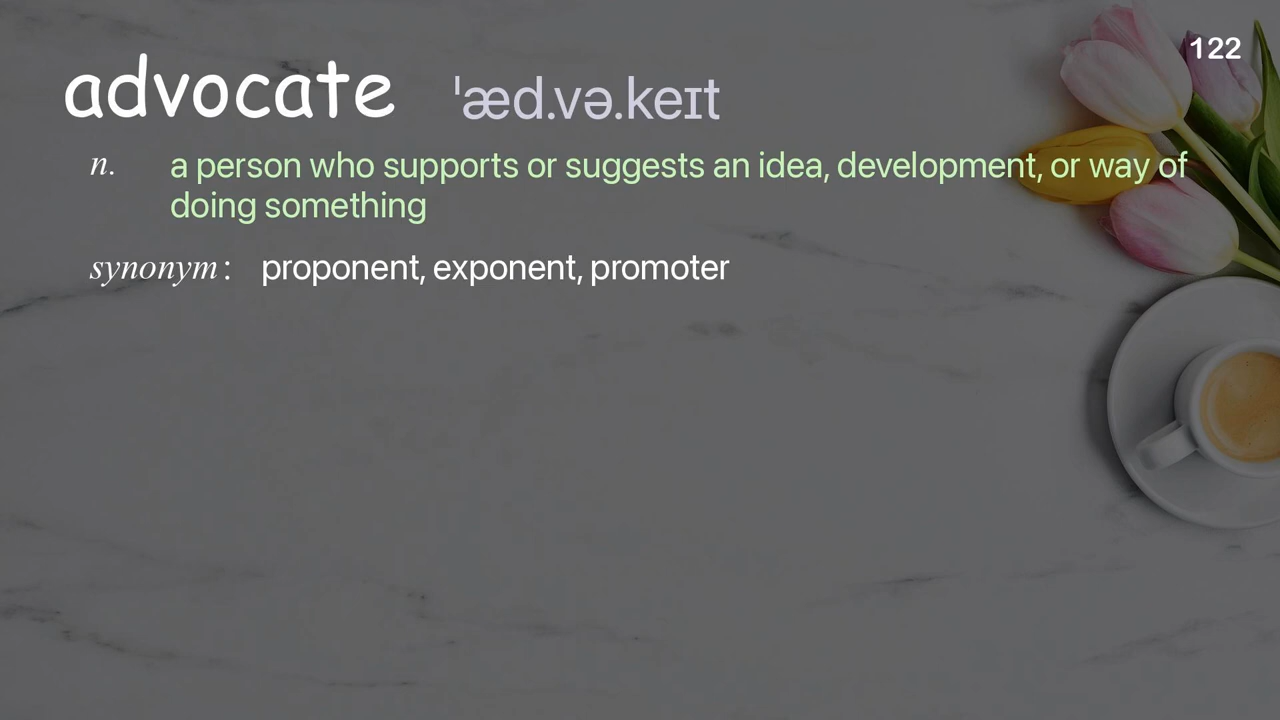 122
advocate ˈæd.və.keɪt
n. a person who supports or suggests an idea, development, or way of
doing something
synonym: proponent, exponent, promoter